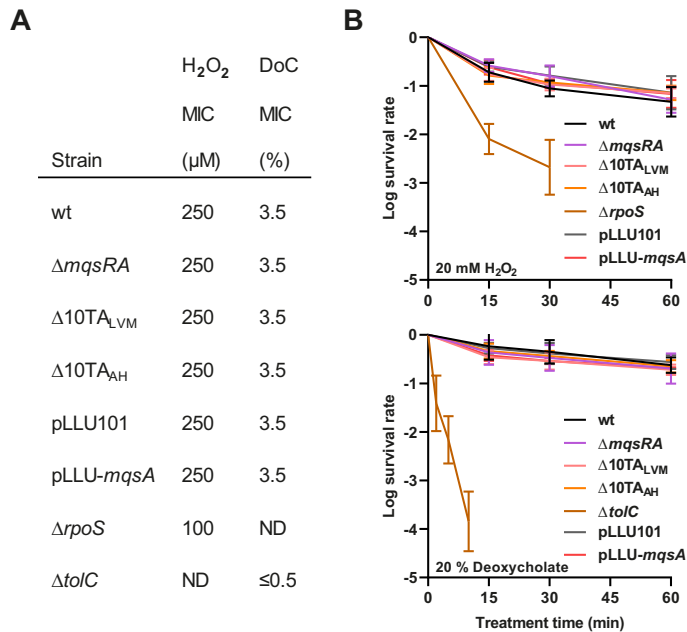 A
H2O2 DoC
MIC MIC
Strain (µM) (%)
wt 250 3.5
ΔmqsRA 250 3.5
Δ10TALVM 250 3.5
Δ10TAAH 250 3.5
pLLU101 250 3.5
pLLU-mqsA 250 3.5
ΔrpoS 100 ND
ΔtolC ND ≤0.5
B
Log survival rate
0
-1
-2
-3
-4
-5
wt
ΔmqsRA
Δ10TALVM
Δ10TAAH
ΔrpoS
pLLU101
pLLU-mqsA
20 mM H2O2
0 15 30 45 60
Log survival rate
0
-1
-2
-3
-4
-5
wt
ΔmqsRA
Δ10TALVM
Δ10TAAH
ΔtolC
pLLU101
pLLU-mqsA
20 % Deoxycholate
0 15 30 45 60
Treatment time (min)